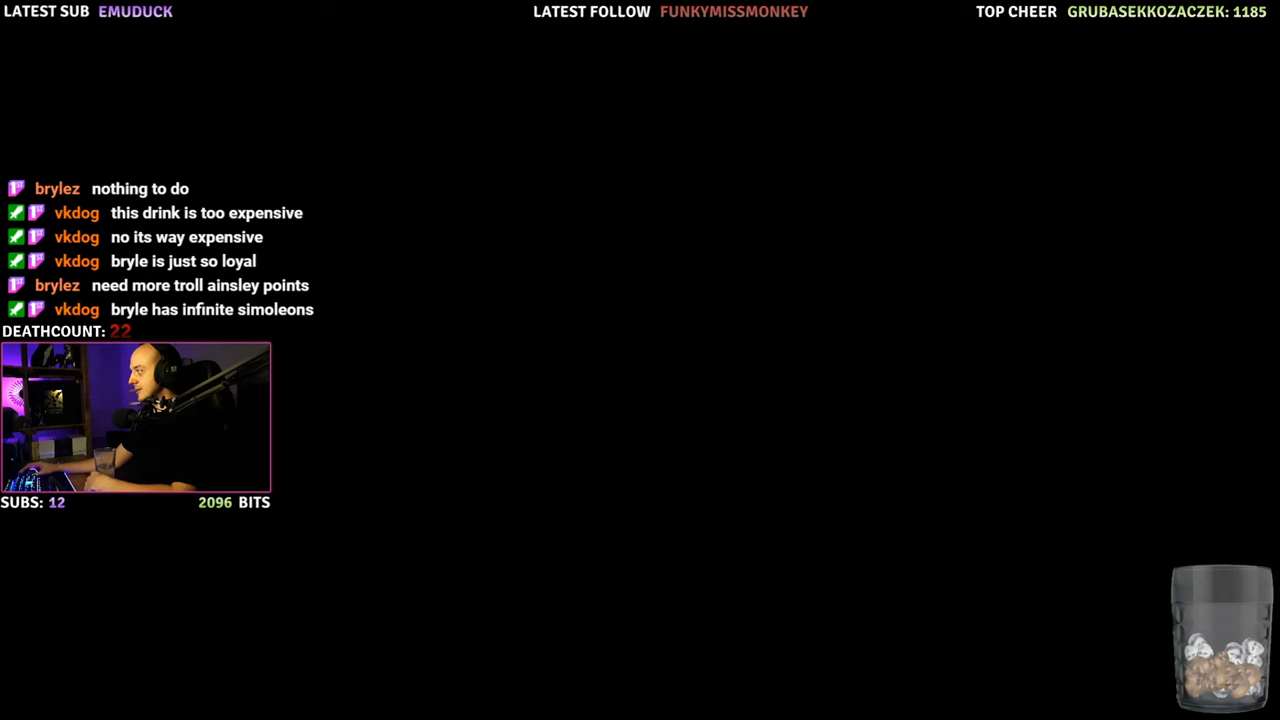 LATEST SUB EMUDUCK
LATEST FOLLOW FUNKYMISSMONKEY
TOP CHEER GRUBASEKKOZACZEK: 1185
brylez nothing to do
vkdog this drink is too expensive
vkdog no its way expensive
vkdog bryle is just so loyal
brylez need more troll ainsley points
vkdog bryle has infinite simoleons
DEATHCOUNT: 22
SUBS: 12
2096 BITS